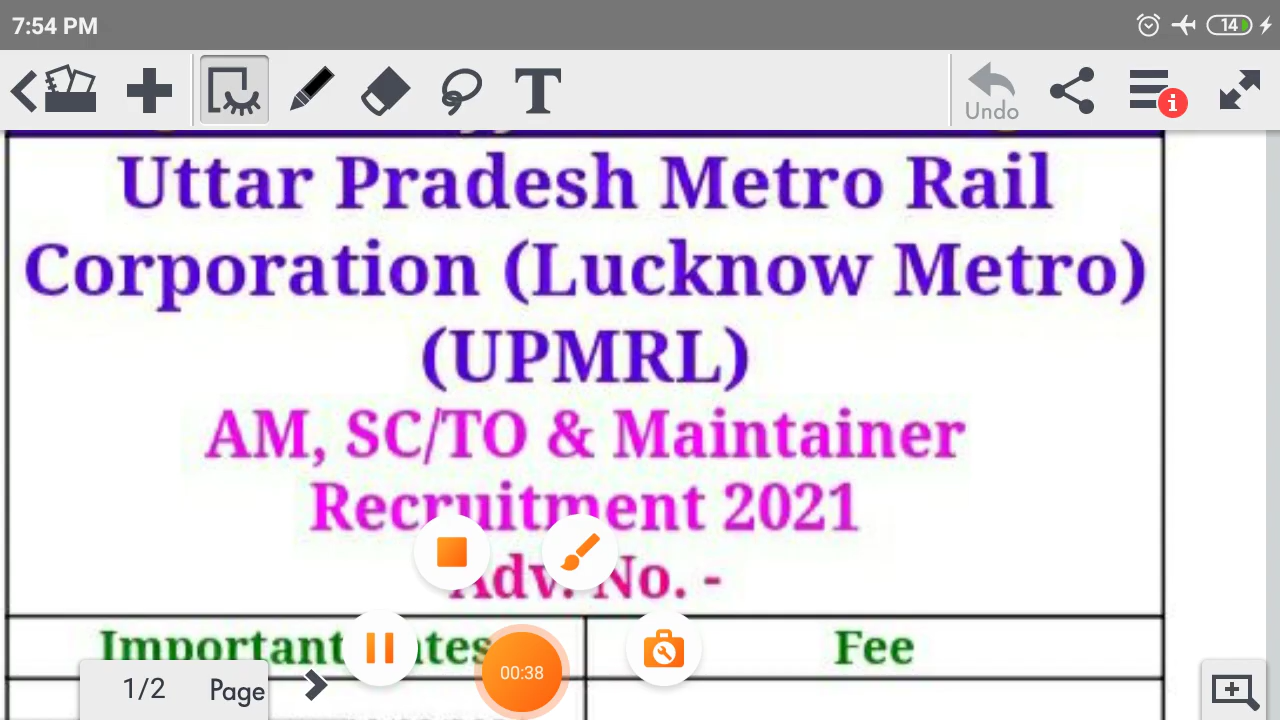 7:54 PM
14
Undo
Uttar Pradesh Metro Rail
Corporation (Lucknow Metro)
(UPMRL)
AM, SC/TO & Maintainer
Recruitment 2021
Adv. No. -
Important
Fee
00:38
1/2 Page